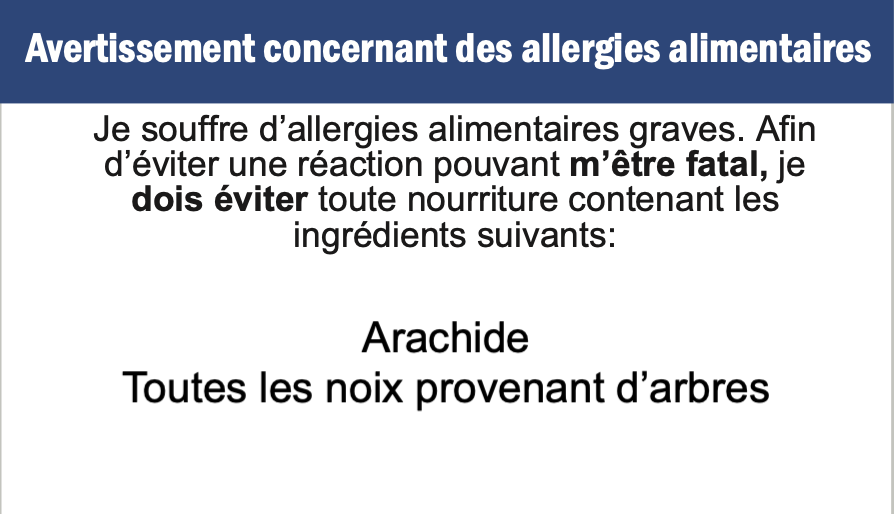 Avertissement concernant des allergies alimentaires
Je souffre d’allergies alimentaires graves. Afin
d’éviter une réaction pouvant m’être fatal, je
dois éviter toute nourriture contenant les
ingrédients suivants:
Arachide
Toutes les noix provenant d’arbres